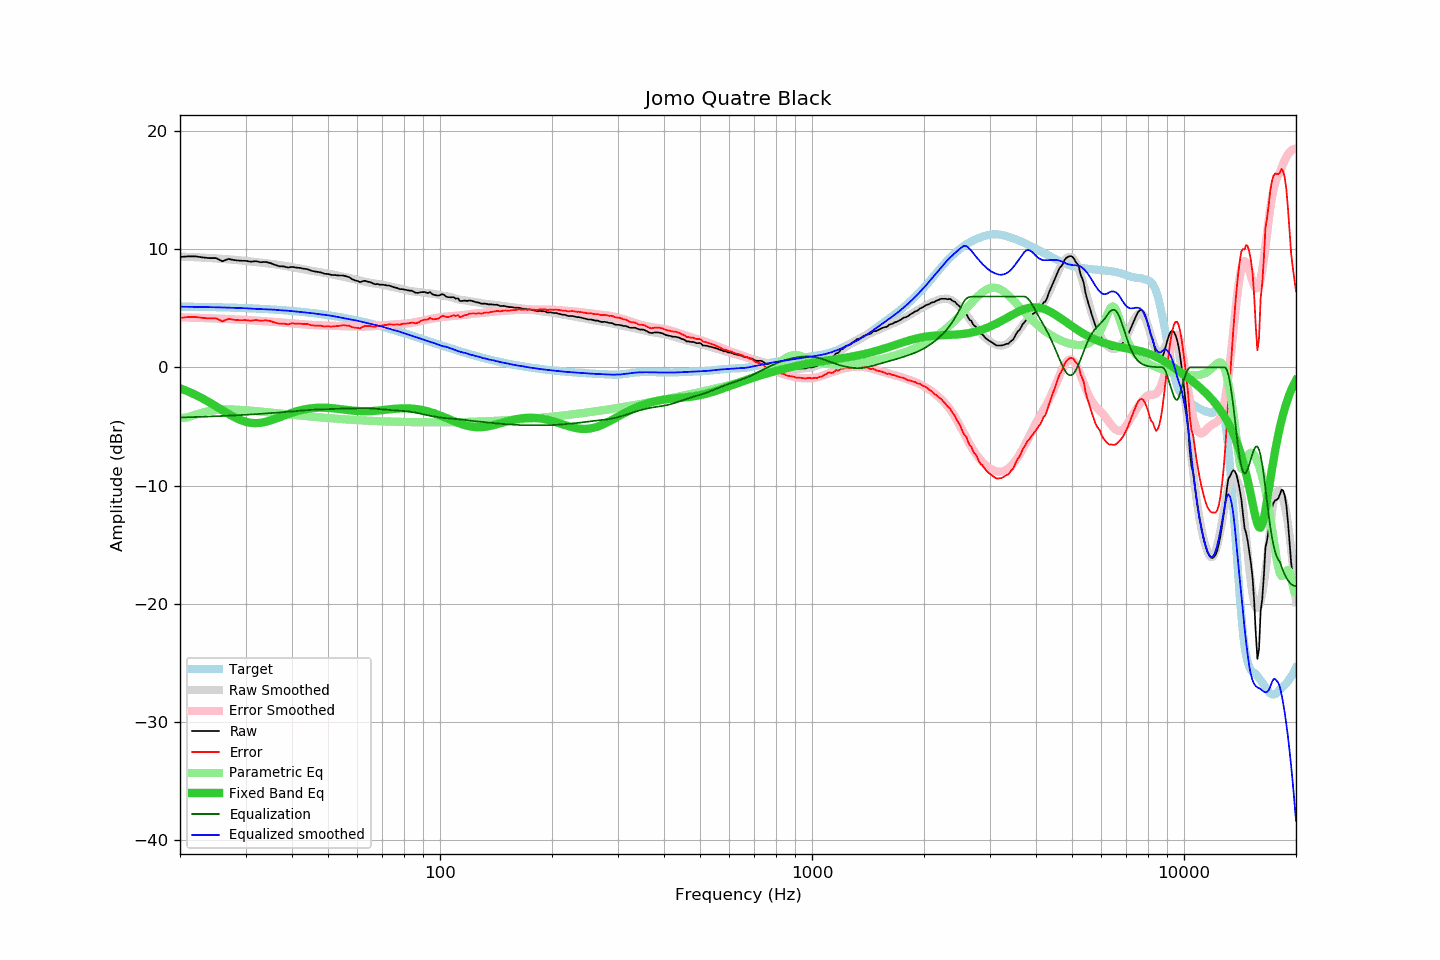 Jomo Quatre Black
20
10
0
−10
−20
−30
−40
Amplitude (dBr)
Target
Raw Smoothed
Error Smoothed
Raw
Error
Parametric Eq
Fixed Band Eq
Equalization
Equalized smoothed
100
1000
10000
Frequency (Hz)